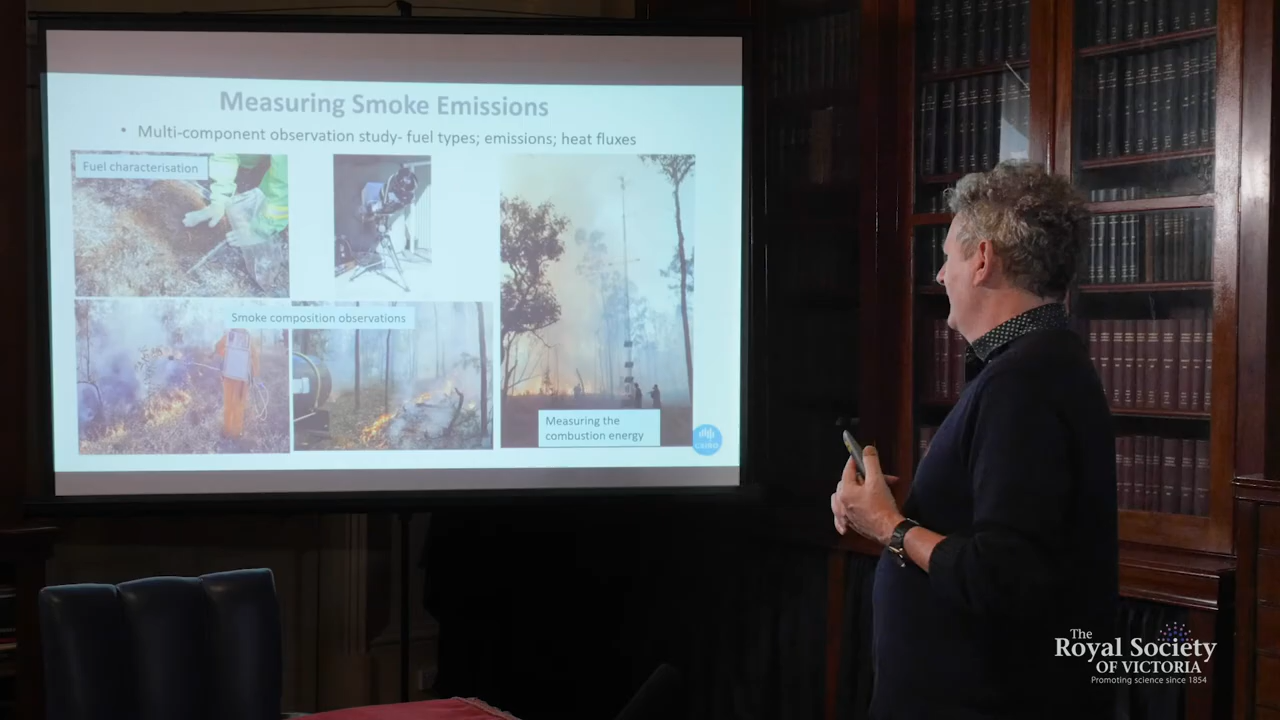 Measuring Smoke Emissions
• Multi-component observation study- fuel types; emissions; heat fluxes
Fuel characterisation
Smoke composition observations
Measuring the
combustion energy
CSIRO
The
Royal Society
OF VICTORIA
Promoting science since 1854